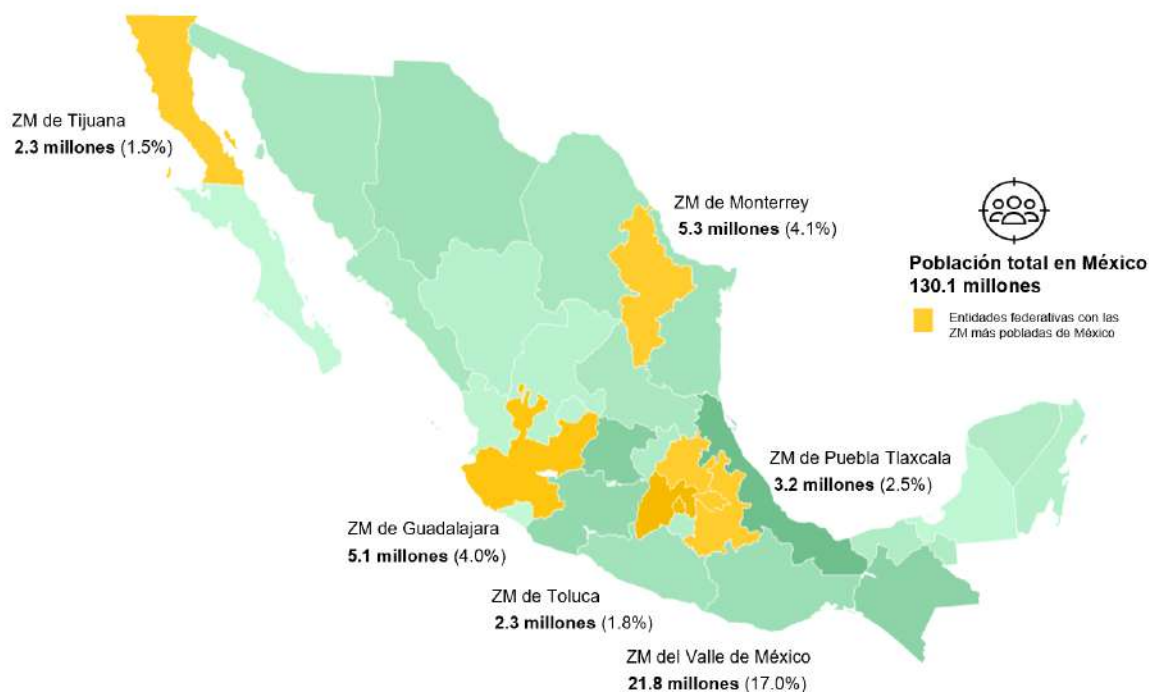 ZM de Tijuana
2.3 millones (1.5%)
ZM de Monterrey
5.3 millones (4.1%)
Población total en México
130.1 millones
Entidades federativas con las
ZM más pobladas de México
ZM de Puebla Tlaxcala
3.2 millones (2.5%)
ZM de Guadalajara
5.1 millones (4.0%)
ZM de Toluca
2.3 millones (1.8%)
ZM del Valle de México
21.8 millones (17.0%)